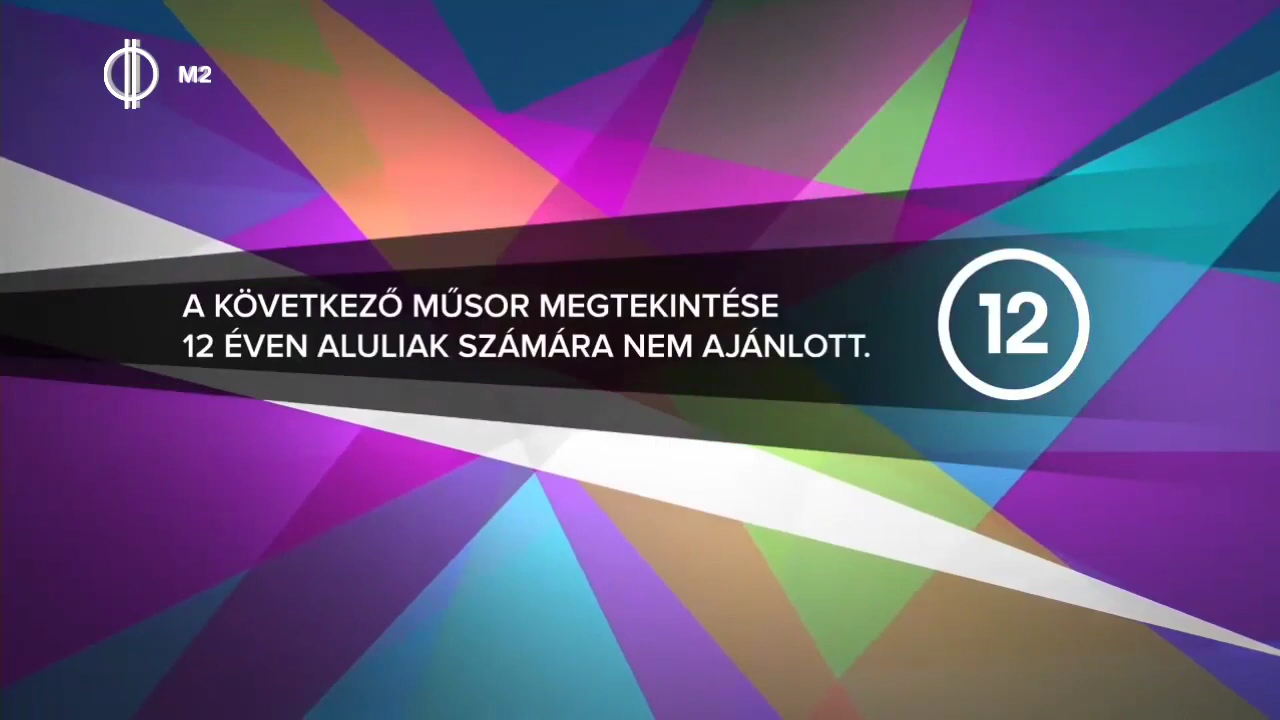 M2
A KÖVETKEZŐ MŰSOR MEGTEKINTÉSE
12 ÉVEN ALULIAK SZÁMÁRA NEM AJÁNLOTT.
12